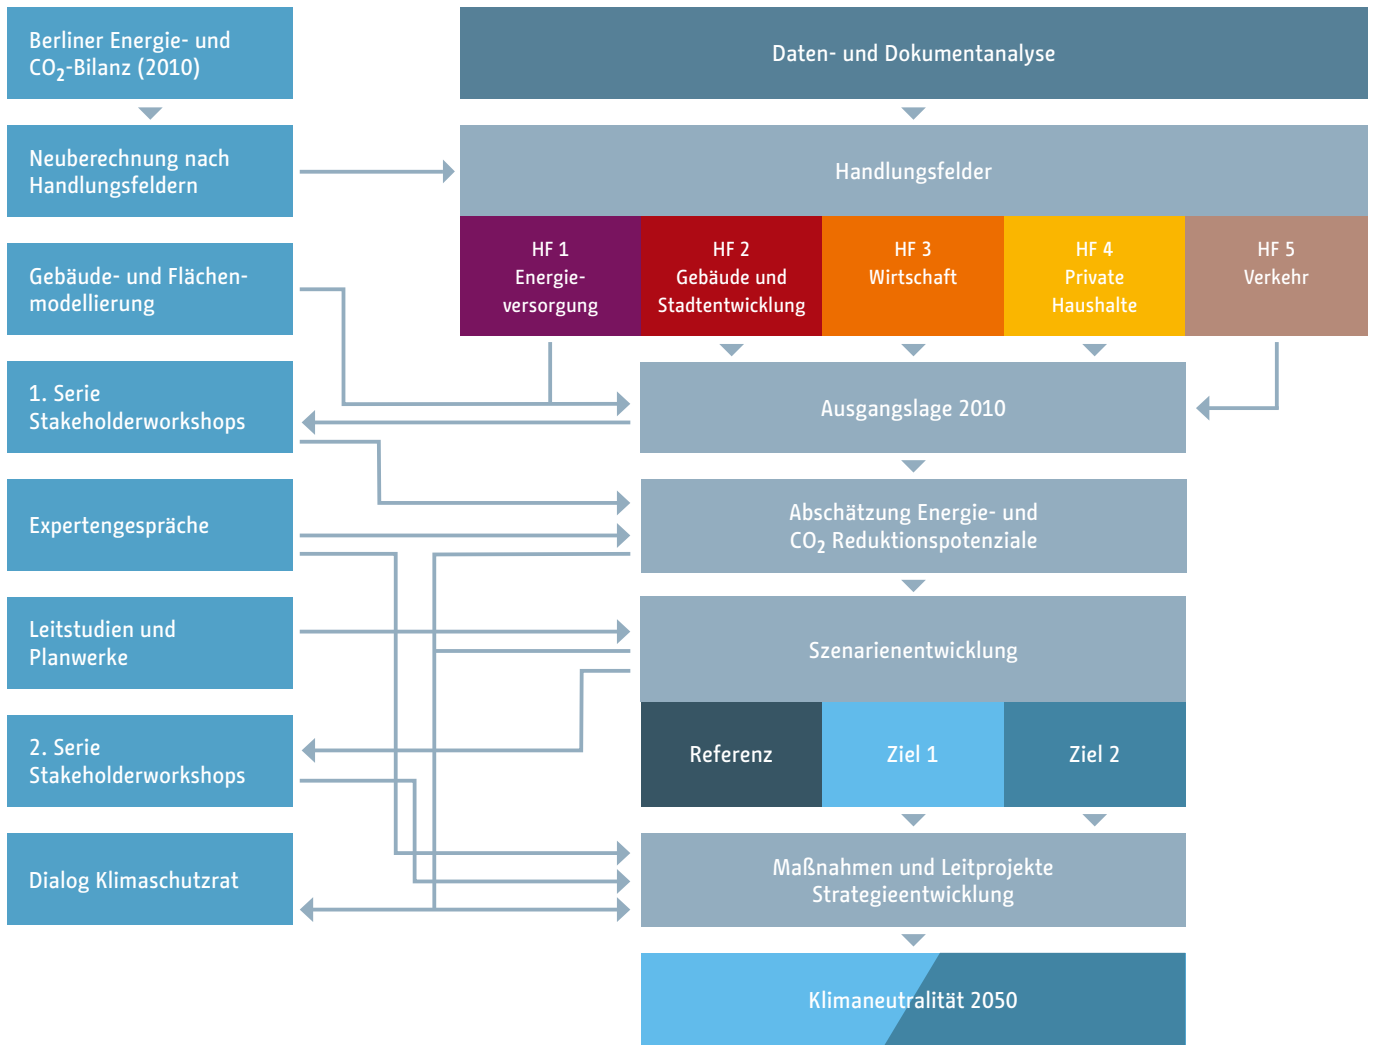 Berliner Energie- und
CO₂-Bilanz (2010)
Daten- und Dokumentanalyse
Neuberechnung nach
Handlungsfeldern
Handlungsfelder
HF 1
Energie-
versorgung
HF 2
Gebäude und
Stadtentwicklung
HF 3
Wirtschaft
HF 4
Private
Haushalte
HF 5
Verkehr
Gebäude- und Flächen-
modellierung
1. Serie
Stakeholderworkshops
Ausgangslage 2010
Expertengespräche
Abschätzung Energie- und
CO₂ Reduktionspotenziale
Leitstudien und
Planwerke
Szenarienentwicklung
Referenz
Ziel 1
Ziel 2
2. Serie
Stakeholderworkshops
Dialog Klimaschutzrat
Maßnahmen und Leitprojekte
Strategieentwicklung
Klimaneutralität 2050